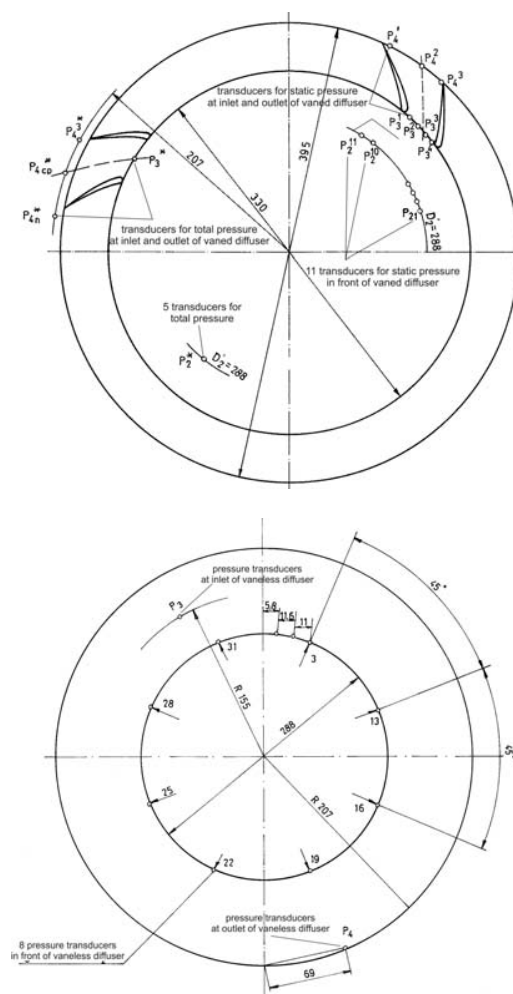 P₄'
P₄²
P₄³
transducers for static pressure
at inlet and outlet of vaned diffuser
P₃¹
P₃²
P₃³
P₃⁴
P₂¹¹
P₂¹⁰
P₂₁
D₂'=288
P₄₃*
P₄cp*
P₄n*
P₃*
207
330
395
transducers for total pressure
at inlet and outlet of vaned diffuser
11 transducers for static pressure
in front of vaned diffuser
5 transducers for
total pressure
P₂*
D₂'=288
pressure transducers
at inlet of vaneless diffuser
P₃
5,8
11,6
11
45°
31
3
R 155
28
288
13
45°
25
R 207
16
22
19
8 pressure transducers
in front of vaneless diffuser
pressure transducers
at outlet of vaneless diffuser
P₄
69